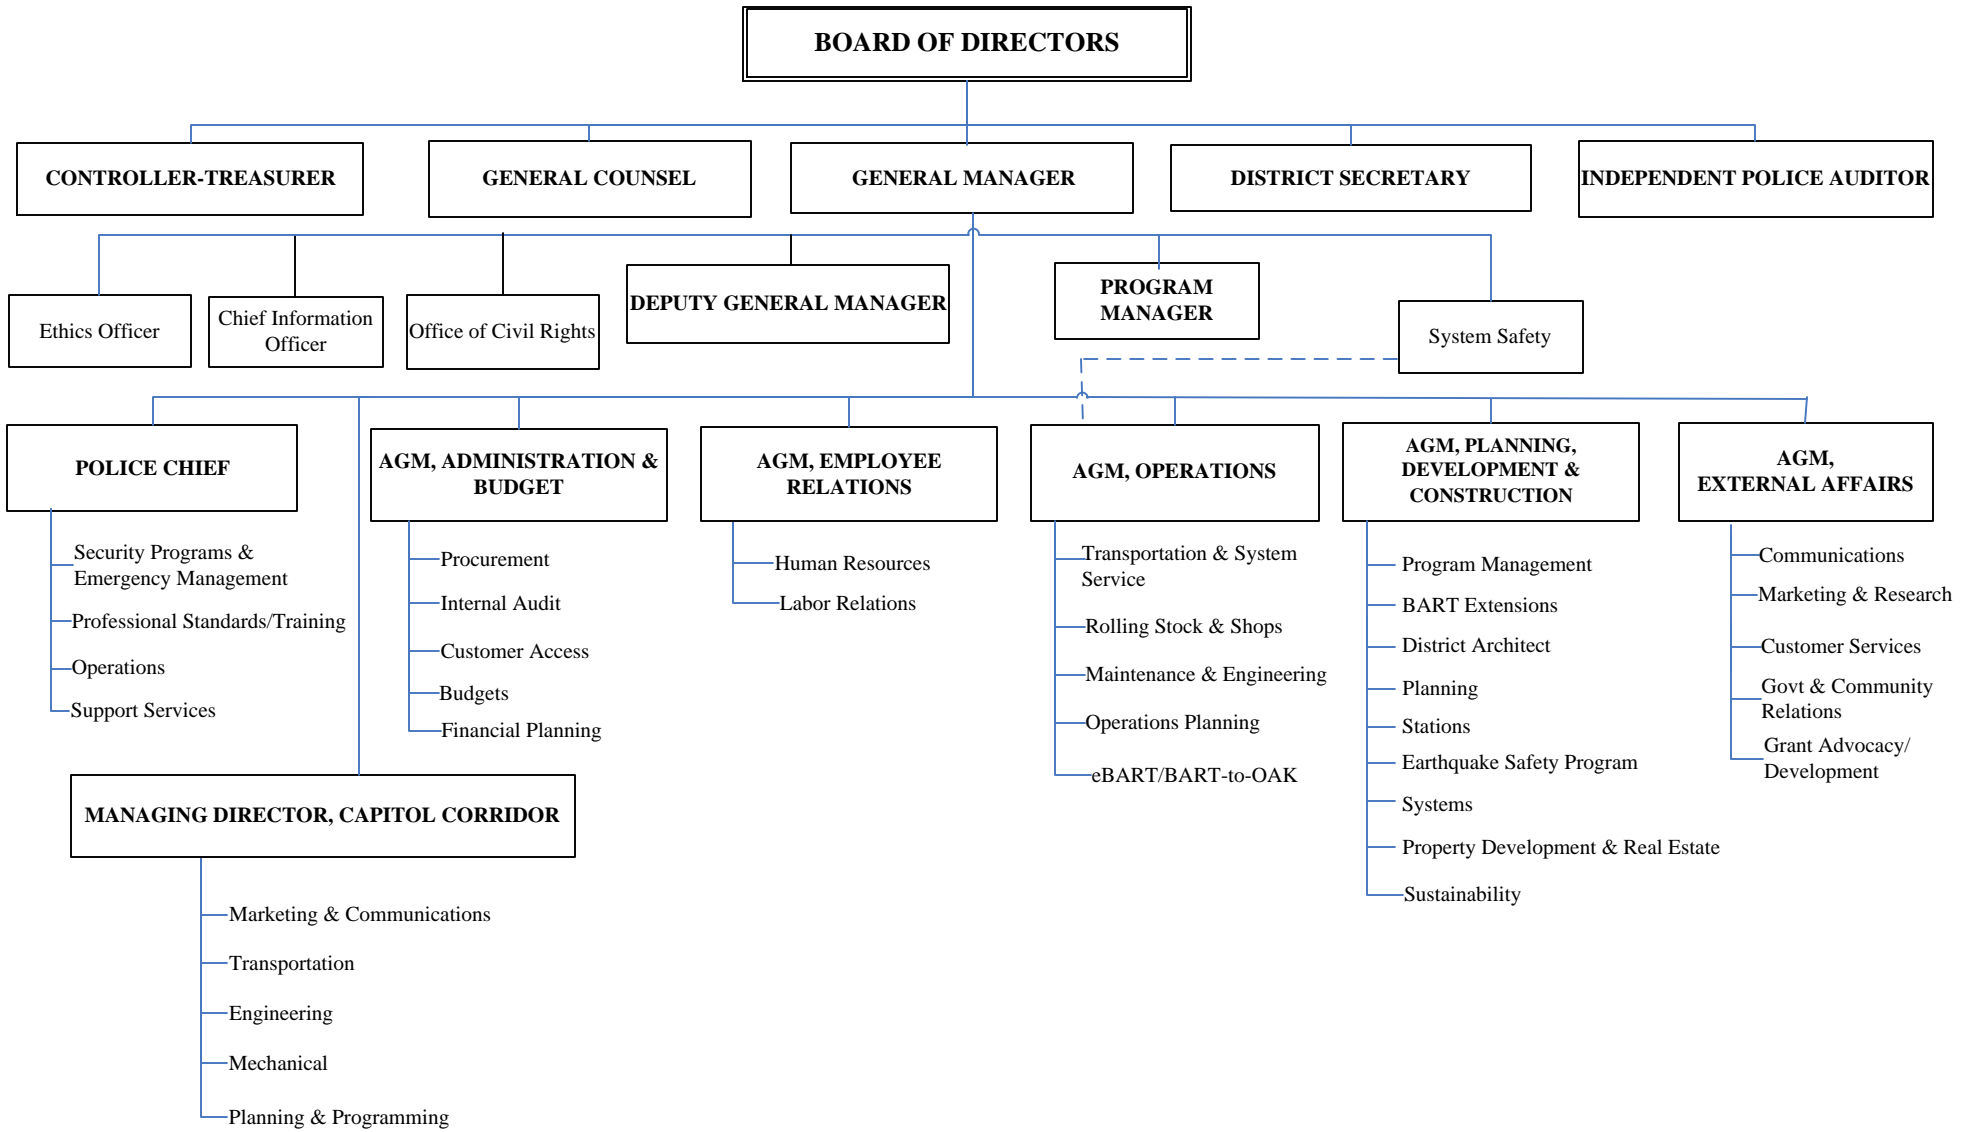 BOARD OF DIRECTORS
CONTROLLER-TREASURER
GENERAL COUNSEL
GENERAL MANAGER
DISTRICT SECRETARY
INDEPENDENT POLICE AUDITOR
Ethics Officer
Chief Information
Officer
Office of Civil Rights
DEPUTY GENERAL MANAGER
PROGRAM
MANAGER
System Safety
POLICE CHIEF
Security Programs &
Emergency Management
Professional Standards/Training
Operations
Support Services
MANAGING DIRECTOR, CAPITOL CORRIDOR
Marketing & Communications
Transportation
Engineering
Mechanical
Planning & Programming
AGM, ADMINISTRATION &
BUDGET
Procurement
Internal Audit
Customer Access
Budgets
Financial Planning
AGM, EMPLOYEE
RELATIONS
Human Resources
Labor Relations
AGM, OPERATIONS
Transportation & System
Service
Rolling Stock & Shops
Maintenance & Engineering
Operations Planning
eBART/BART-to-OAK
AGM, PLANNING,
DEVELOPMENT &
CONSTRUCTION
Program Management
BART Extensions
District Architect
Planning
Stations
Earthquake Safety Program
Systems
Property Development & Real Estate
Sustainability
AGM,
EXTERNAL AFFAIRS
Communications
Marketing & Research
Customer Services
Govt & Community
Relations
Grant Advocacy/
Development